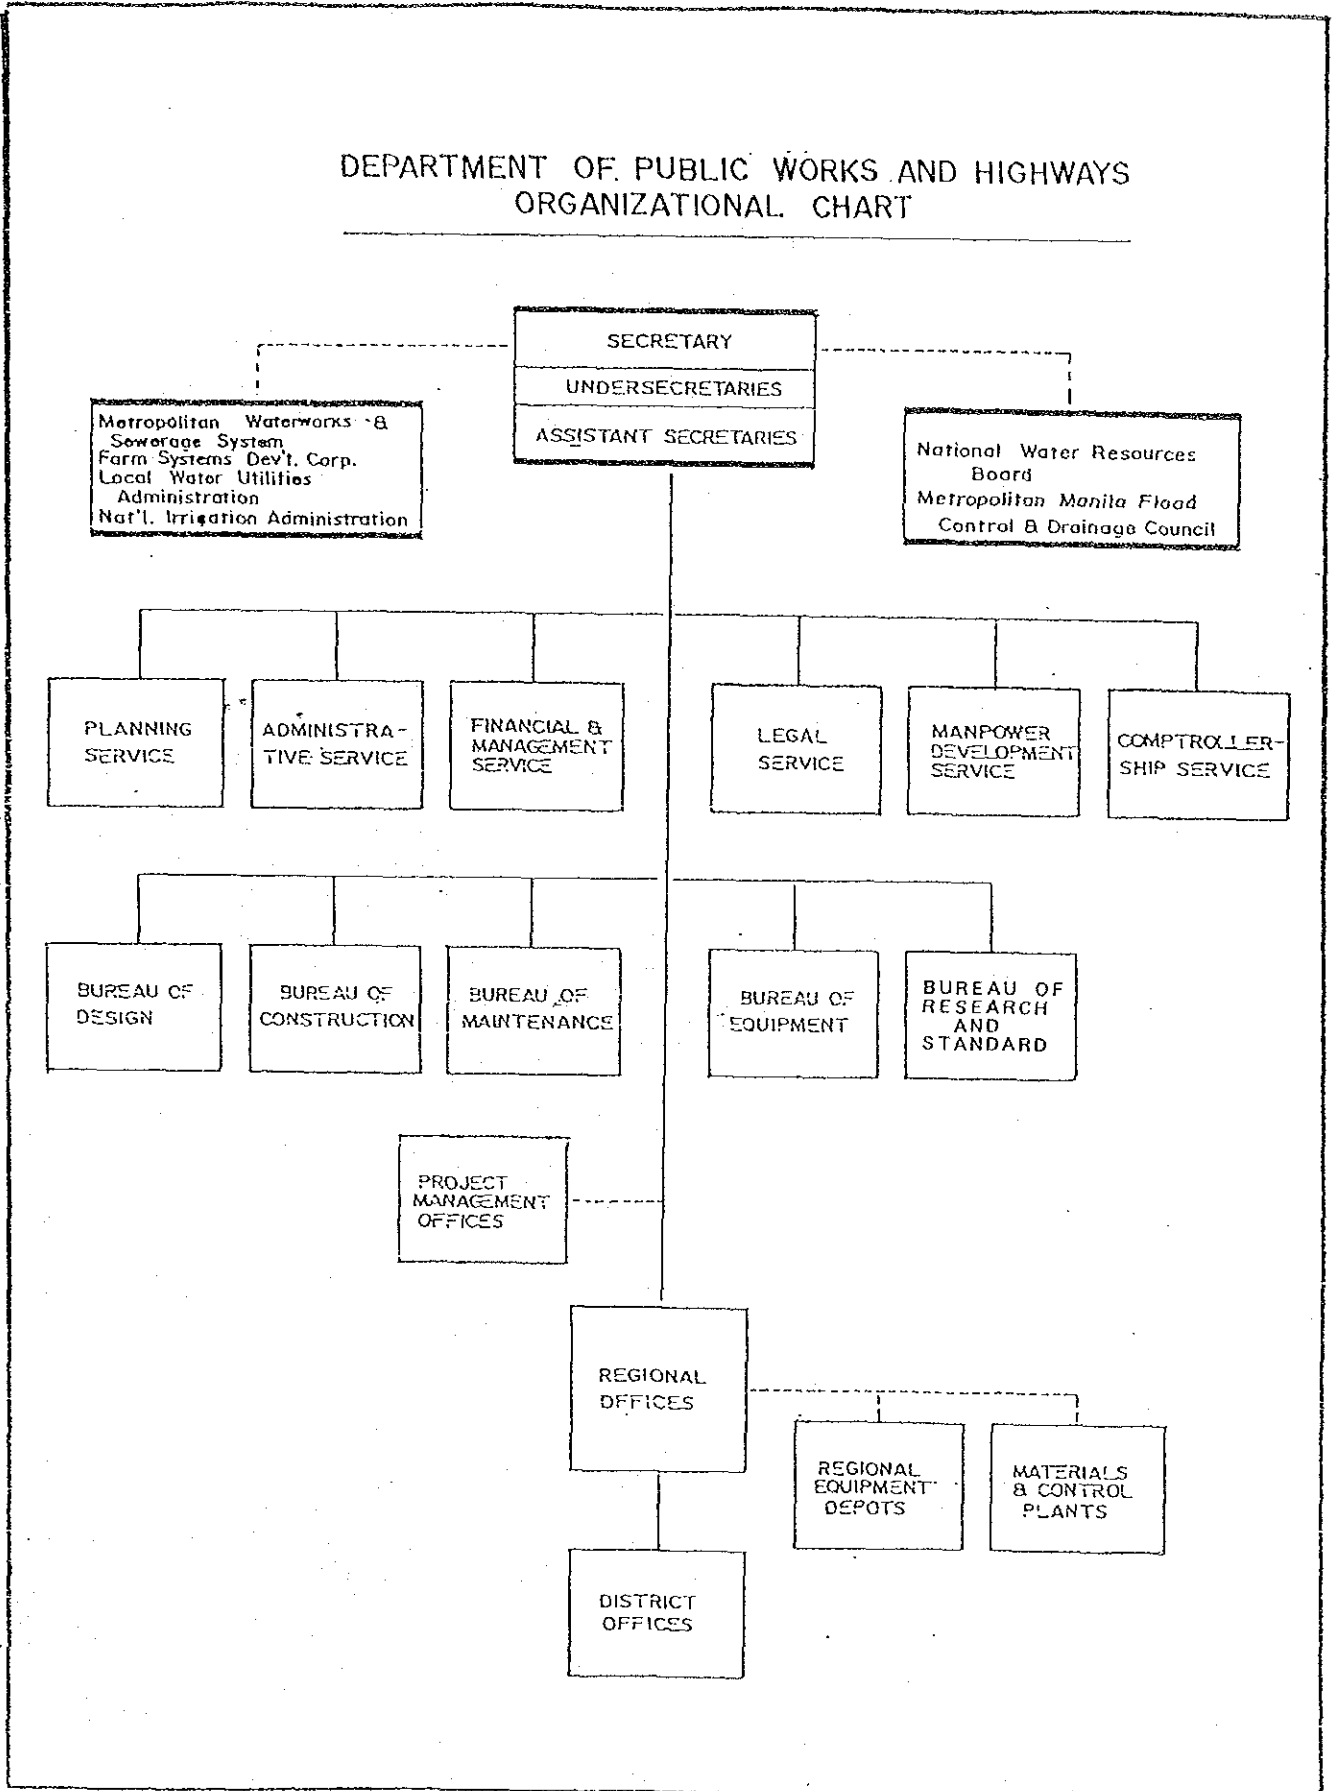 DEPARTMENT OF PUBLIC WORKS AND HIGHWAYS
ORGANIZATIONAL CHART
SECRETARY
UNDERSECRETARIES
ASSISTANT SECRETARIES
Metropolitan Waterworks &
Sewerage System
Farm Systems Dev't. Corp.
Local Water Utilities
Administration
Nat'l. Irrigation Administration
National Water Resources
Board
Metropolitan Manila Flood
Control & Drainage Council
PLANNING
SERVICE
ADMINISTRA-
TIVE SERVICE
FINANCIAL &
MANAGEMENT
SERVICE
LEGAL
SERVICE
MANPOWER
DEVELOPMENT
SERVICE
COMPTROLLER-
SHIP SERVICE
BUREAU OF
DESIGN
BUREAU OF
CONSTRUCTION
BUREAU OF
MAINTENANCE
BUREAU OF
EQUIPMENT
BUREAU OF
RESEARCH
AND
STANDARD
PROJECT
MANAGEMENT
OFFICES
REGIONAL
OFFICES
REGIONAL
EQUIPMENT
DEPOTS
MATERIALS
& CONTROL
PLANTS
DISTRICT
OFFICES